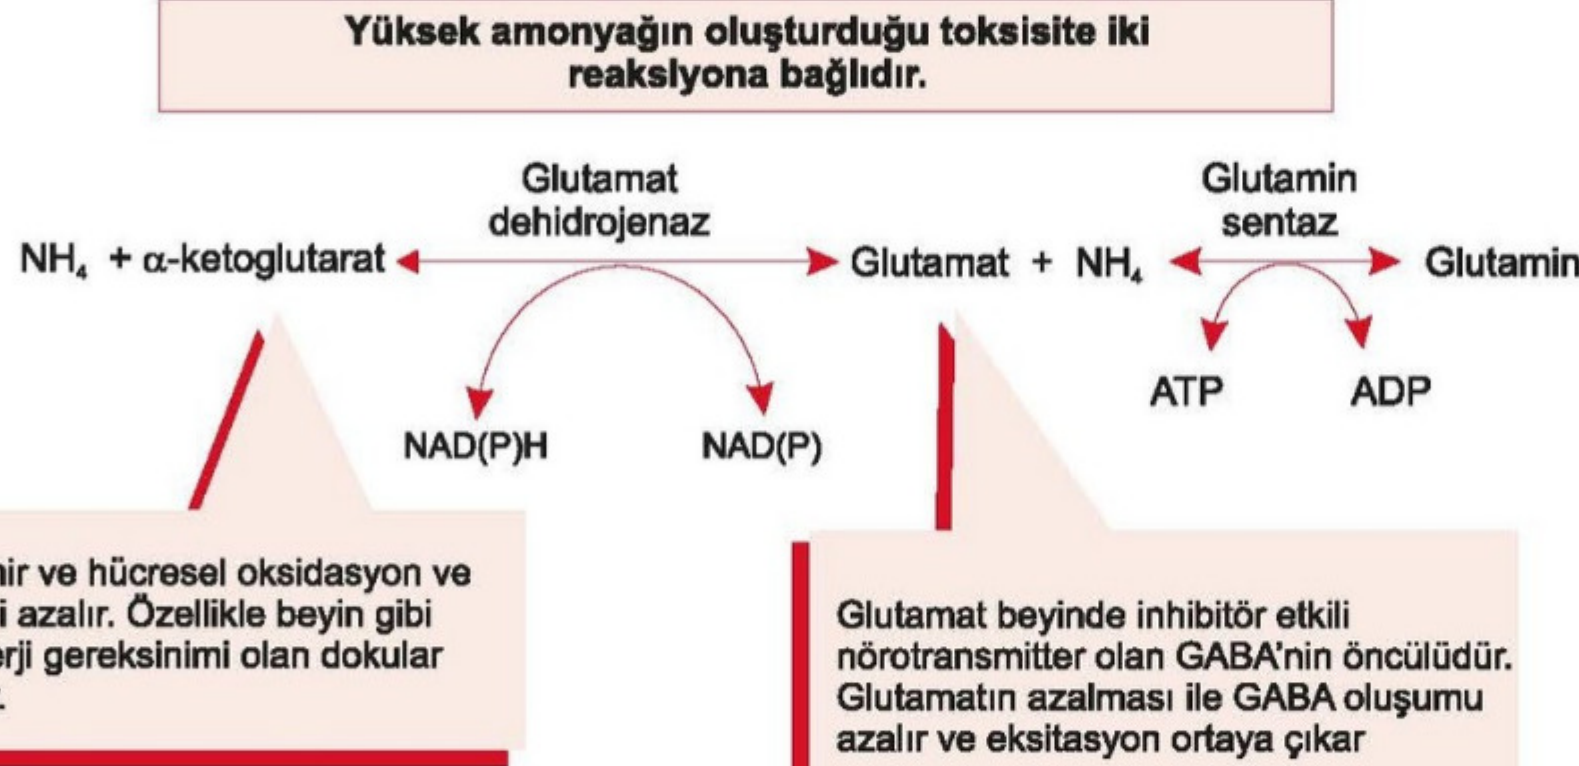 Yüksek amonyağın oluşturduğu toksisite iki
reaksiyona bağlıdır.
Glutamat
dehidrojenaz
Glutamin
sentaz
NH₄ + α-ketoglutarat
Glutamat + NH₄
Glutamin
NAD(P)H
NAD(P)
ATP
ADP
ve hücresel oksidasyon ve
azalır. Özellikle beyin gibi
gereksinimi olan dokular
Glutamat beyinde inhibitör etkili
nörotransmitter olan GABA'nin öncülüdür.
Glutamatın azalması ile GABA oluşumu
azalır ve eksitasyon ortaya çıkar